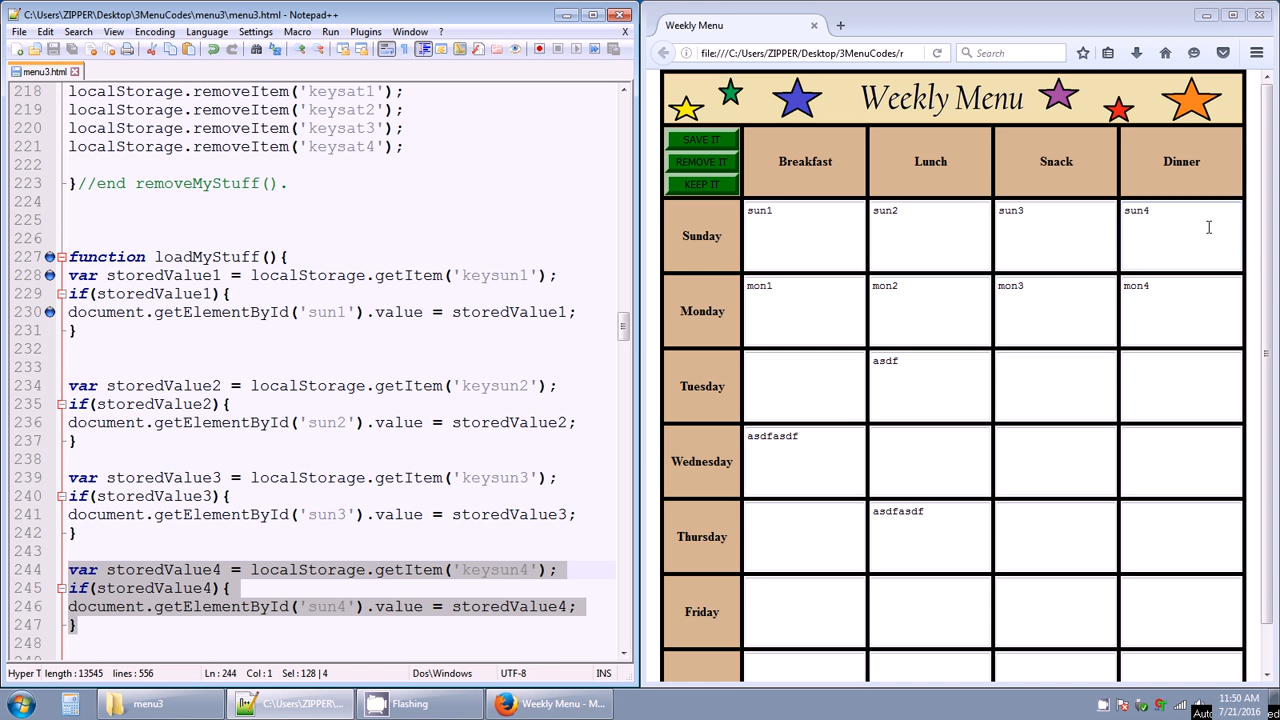 C:\Users\ZIPPER\Desktop\3MenuCodes\menu3\menu3.html - Notepad++
File Edit Search View Encoding Language Settings Macro Run Plugins Window ? X
menu3.html
218 localStorage.removeItem('keysat1');
219 localStorage.removeItem('keysat2');
220 localStorage.removeItem('keysat3');
221 localStorage.removeItem('keysat4');
222
223 }//end removeMyStuff().
224
225
226
227 function loadMyStuff(){
228 var storedValue1 = localStorage.getItem('keysun1');
229 if(storedValue1){
230 document.getElementById('sun1').value = storedValue1;
231 }
232
233
234 var storedValue2 = localStorage.getItem('keysun2');
235 if(storedValue2){
236 document.getElementById('sun2').value = storedValue2;
237 }
238
239 var storedValue3 = localStorage.getItem('keysun3');
240 if(storedValue3){
241 document.getElementById('sun3').value = storedValue3;
242 }
243
244 var storedValue4 = localStorage.getItem('keysun4');
245 if(storedValue4){
246 document.getElementById('sun4').value = storedValue4;
247 }
248
Hyper T length : 13545 lines : 556 Ln : 244 Col : 1 Sel : 128 | 4 Dos\Windows UTF-8 INS
Weekly Menu
file:///C:/Users/ZIPPER/Desktop/3MenuCodes/r
Search
Weekly Menu
SAVE IT
REMOVE IT
KEEP IT
Breakfast Lunch Snack Dinner
Sunday sun1 sun2 sun3 sun4
Monday mon1 mon2 mon3 mon4
Tuesday asdf
Wednesday asdfasdf
Thursday asdfasdf
Friday
menu3
C:\Users\ZIPPER\...
Flashing
Weekly Menu - M...
11:50 AM
7/21/2016